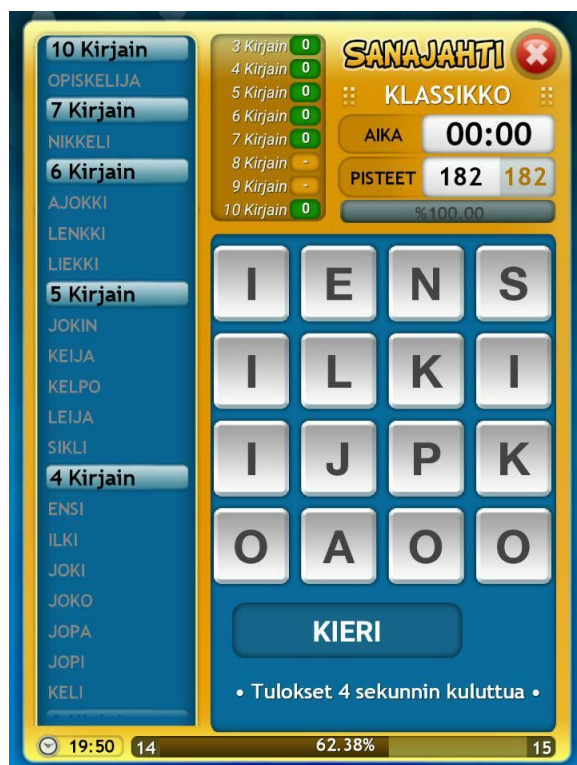 10 Kirjain
OPISKELIJA
7 Kirjain
NIKKELI
6 Kirjain
AJOKKI
LENKKI
LIEKKI
5 Kirjain
JOKIN
KEIJA
KELPO
LEIJA
SIKLI
4 Kirjain
ENSI
ILKI
JOKI
JOKO
JOPA
JOPI
KELI
3 Kirjain 0
4 Kirjain 0
5 Kirjain 0
6 Kirjain 0
7 Kirjain 0
8 Kirjain -
9 Kirjain -
10 Kirjain 0
SANAJAHTI
KLASSIKKO
AIKA 00:00
PISTEET 182 182
%100.00
I E N S
I L K I
I J P K
O A O O
KIERI
• Tulokset 4 sekunnin kuluttua •
19:50 14 62.38% 15